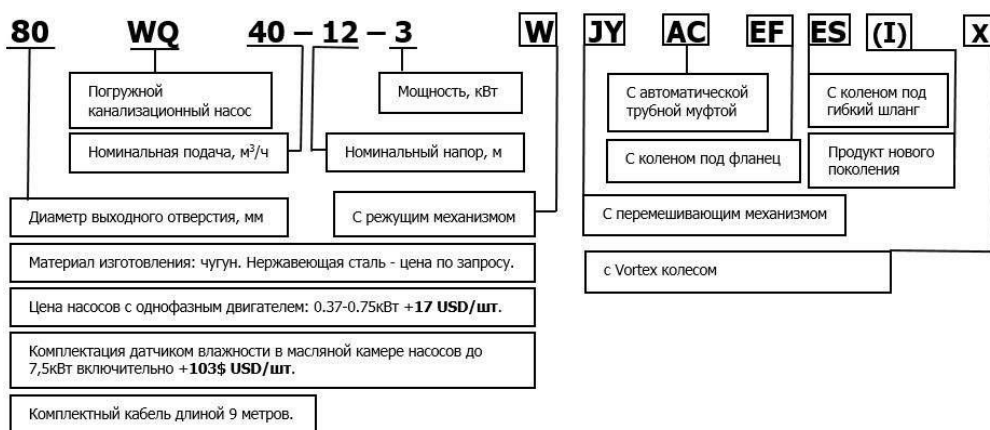 80 WQ 40 – 12 – 3 W JY AC EF ES (I) X
Погружной
канализационный насос
Мощность, кВт
С автоматической
трубной муфтой
С коленом под
гибкий шланг
Номинальная подача, м³/ч
Номинальный напор, м
С коленом под фланец
Продукт нового
поколения
Диаметр выходного отверстия, мм
С режущим механизмом
С перемешивающим механизмом
Материал изготовления: чугун. Нержавеющая сталь - цена по запросу.
с Vortex колесом
Цена насосов с однофазным двигателем: 0.37-0.75кВт +17 USD/шт.
Комплектация датчиком влажности в масляной камере насосов до
7,5кВт включительно +103$ USD/шт.
Комплектный кабель длиной 9 метров.